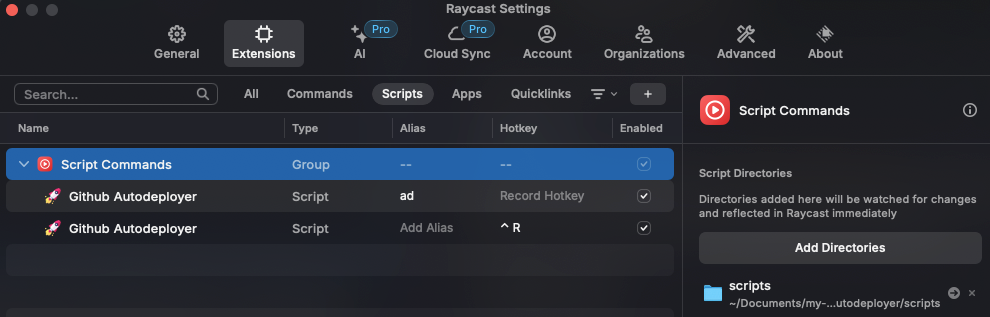 Raycast Settings
Pro Pro
General Extensions AI Cloud Sync Account Organizations Advanced About
Search... All Commands Scripts Apps Quicklinks +
Name Type Alias Hotkey Enabled
Script Commands Group -- --
Github Autodeployer Script ad Record Hotkey
Github Autodeployer Script Add Alias ^ R
Script Commands
Script Directories
Directories added here will be watched for changes
and reflected in Raycast immediately
Add Directories
scripts
~/Documents/my-...utodeployer/scripts